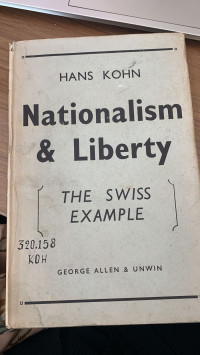 HANS KOHN
Nationalism
& Liberty
THE SWISS
EXAMPLE
320.158
KOH
GEORGE ALLEN & UNWIN